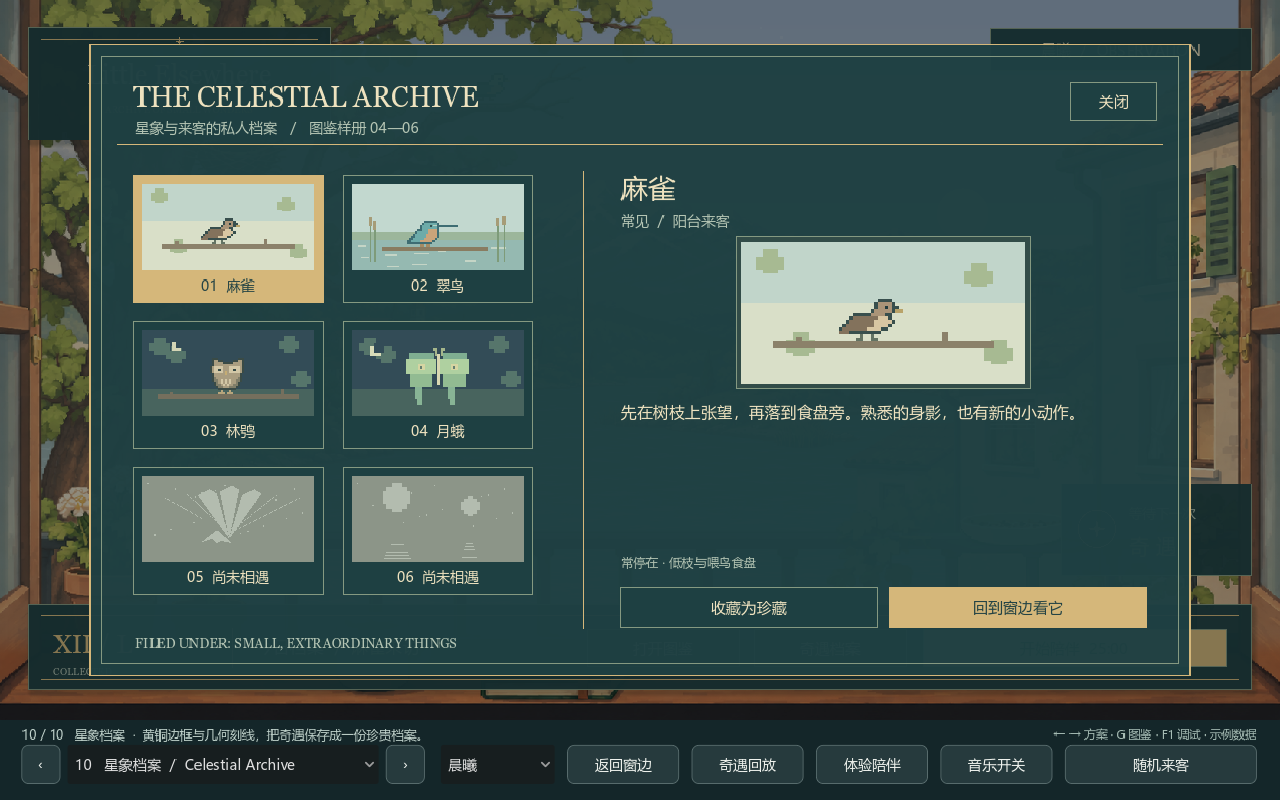 Little Elsewhere
THE CELESTIAL ARCHIVE
星象与来客的私人档案 / 图鉴样册 04—06
关闭
01 麻雀
02 翠鸟
03 林鸮
04 月蛾
05 尚未相遇
06 尚未相遇
FILED UNDER: SMALL, EXTRAORDINARY THINGS
麻雀
常见 / 阳台来客
先在树枝上张望，再落到食盘旁。熟悉的身影，也有新的小动作。
常停在 · 低枝与喂鸟食盘
收藏为珍藏
回到窗边看它
10 / 10 星象档案 · 黄铜边框与几何刻线，把奇遇保存成一份珍贵档案。
← → 方案 · G 图鉴 · F1 调试 · 示例数据
‹
10 星象档案 / Celestial Archive
›
晨曦
返回窗边
奇遇回放
体验陪伴
音乐开关
随机来客